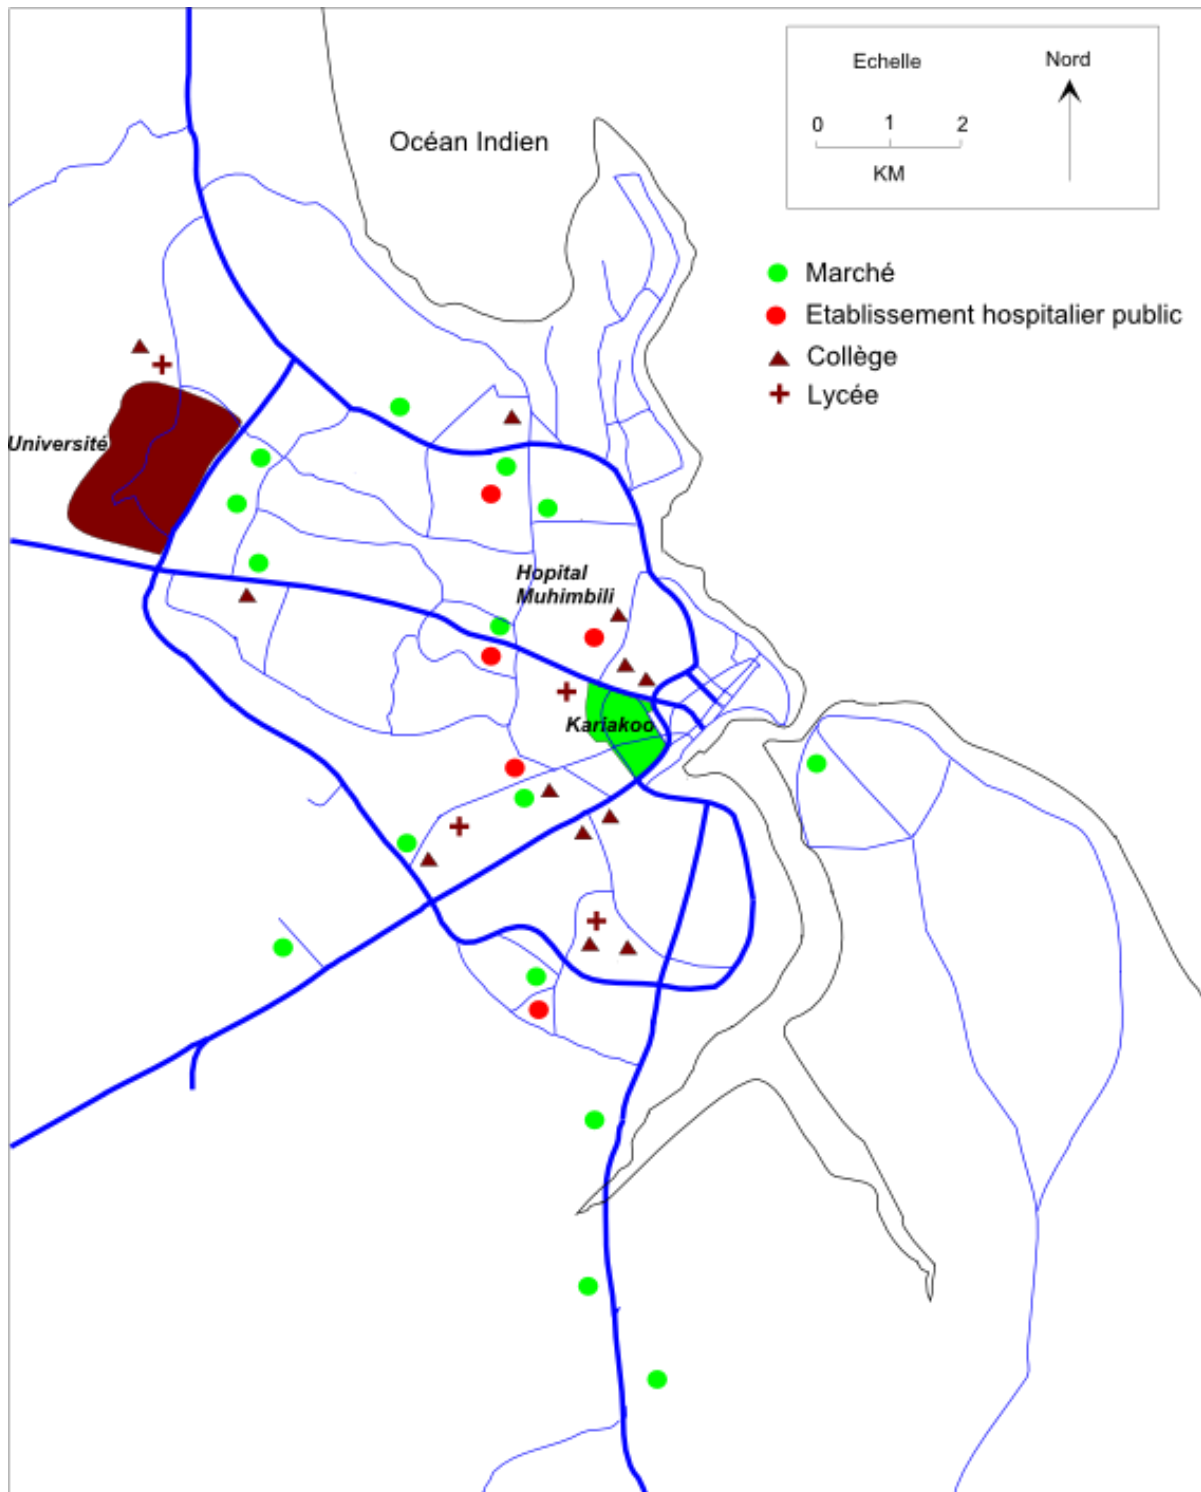 Echelle
Nord
0 1 2
KM
Océan Indien
Marché
Etablissement hospitalier public
Collège
Lycée
Université
Hopital
Muhimbili
Kariakoo